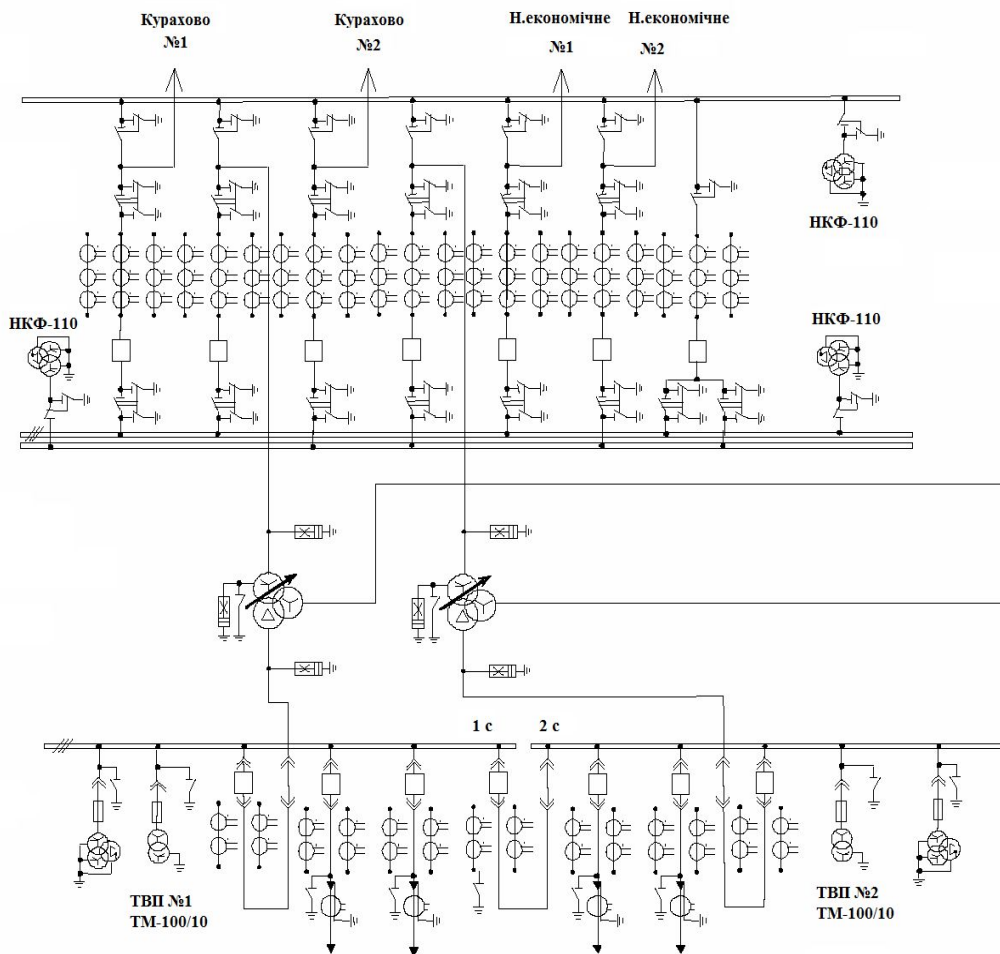 Курахово
№1
Курахово
№2
Н.економічне
№1
Н.економічне
№2
НКФ-110
НКФ-110
НКФ-110
1 с
2 с
ТВП №1
ТМ-100/10
ТВП №2
ТМ-100/10